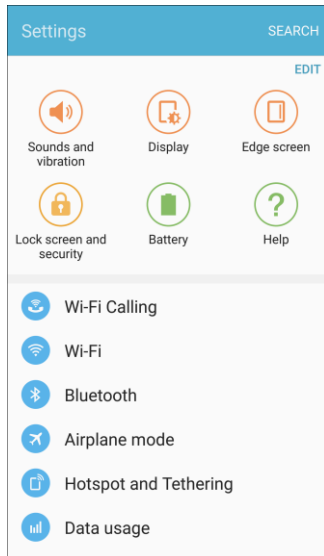 Settings SEARCH
EDIT
Sounds and vibration
Display
Edge screen
Lock screen and security
Battery
Help
Wi-Fi Calling
Wi-Fi
Bluetooth
Airplane mode
Hotspot and Tethering
Data usage